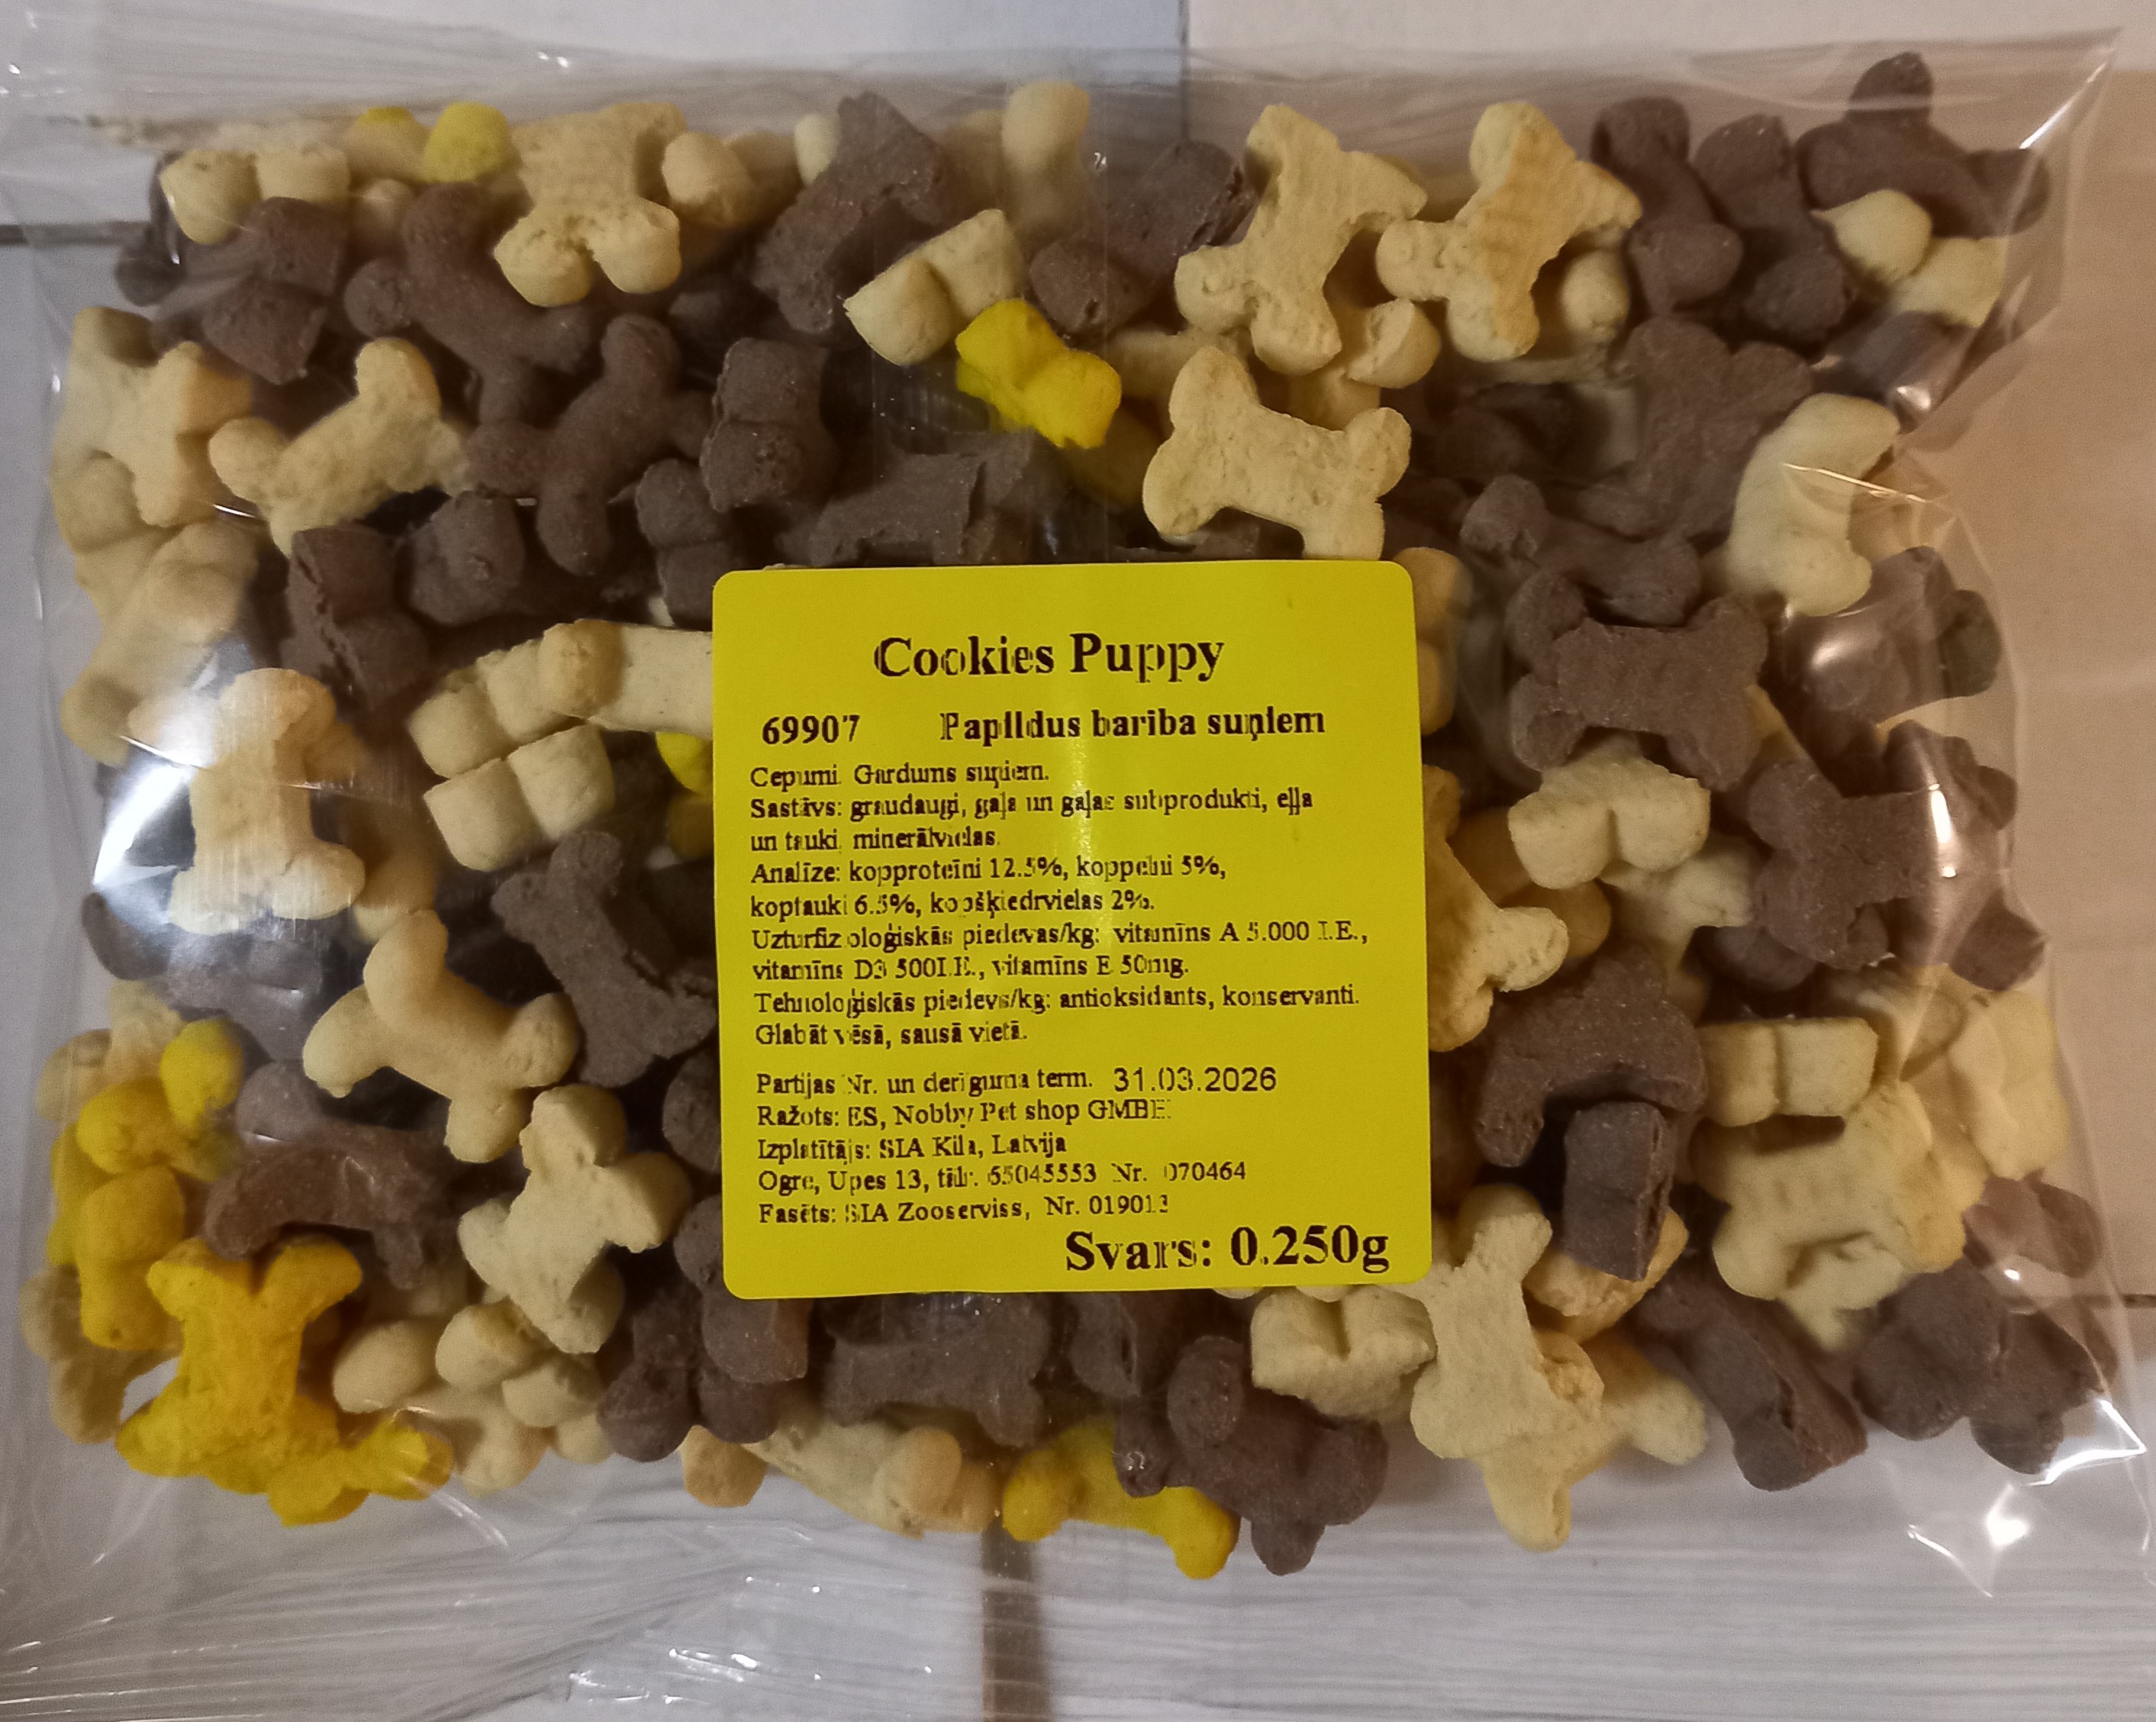 Cookies Puppy
69907 Papildus barība suņiem
Cepumi. Gardums suņiem.
Sastāvs: graudaugi, gaļa un gaļas subprodukti, eļļa
un tauki, minerālvielas.
Analīze: kopproteīni 12.5%, koppelni 5%,
koptauki 6.5%, kopšķiedrvielas 2%.
Uzturfizioloģiskās piedevas/kg: vitamīns A 5.000 I.E.,
vitamīns D3 500I.E., vitamīns E 50mg.
Tehnoloģiskās piedevs/kg: antioksidants, konservanti.
Glabāt vēsā, sausā vietā.
Partijas Nr. un derīguma term. 31.03.2026
Ražots: ES, Nobby Pet shop GMBH
Izplatītājs: SIA Kila, Latvija
Ogre, Upes 13, tālr. 65045553 Nr. 070464
Fasēts: SIA Zooserviss, Nr. 019013
Svars: 0.250g